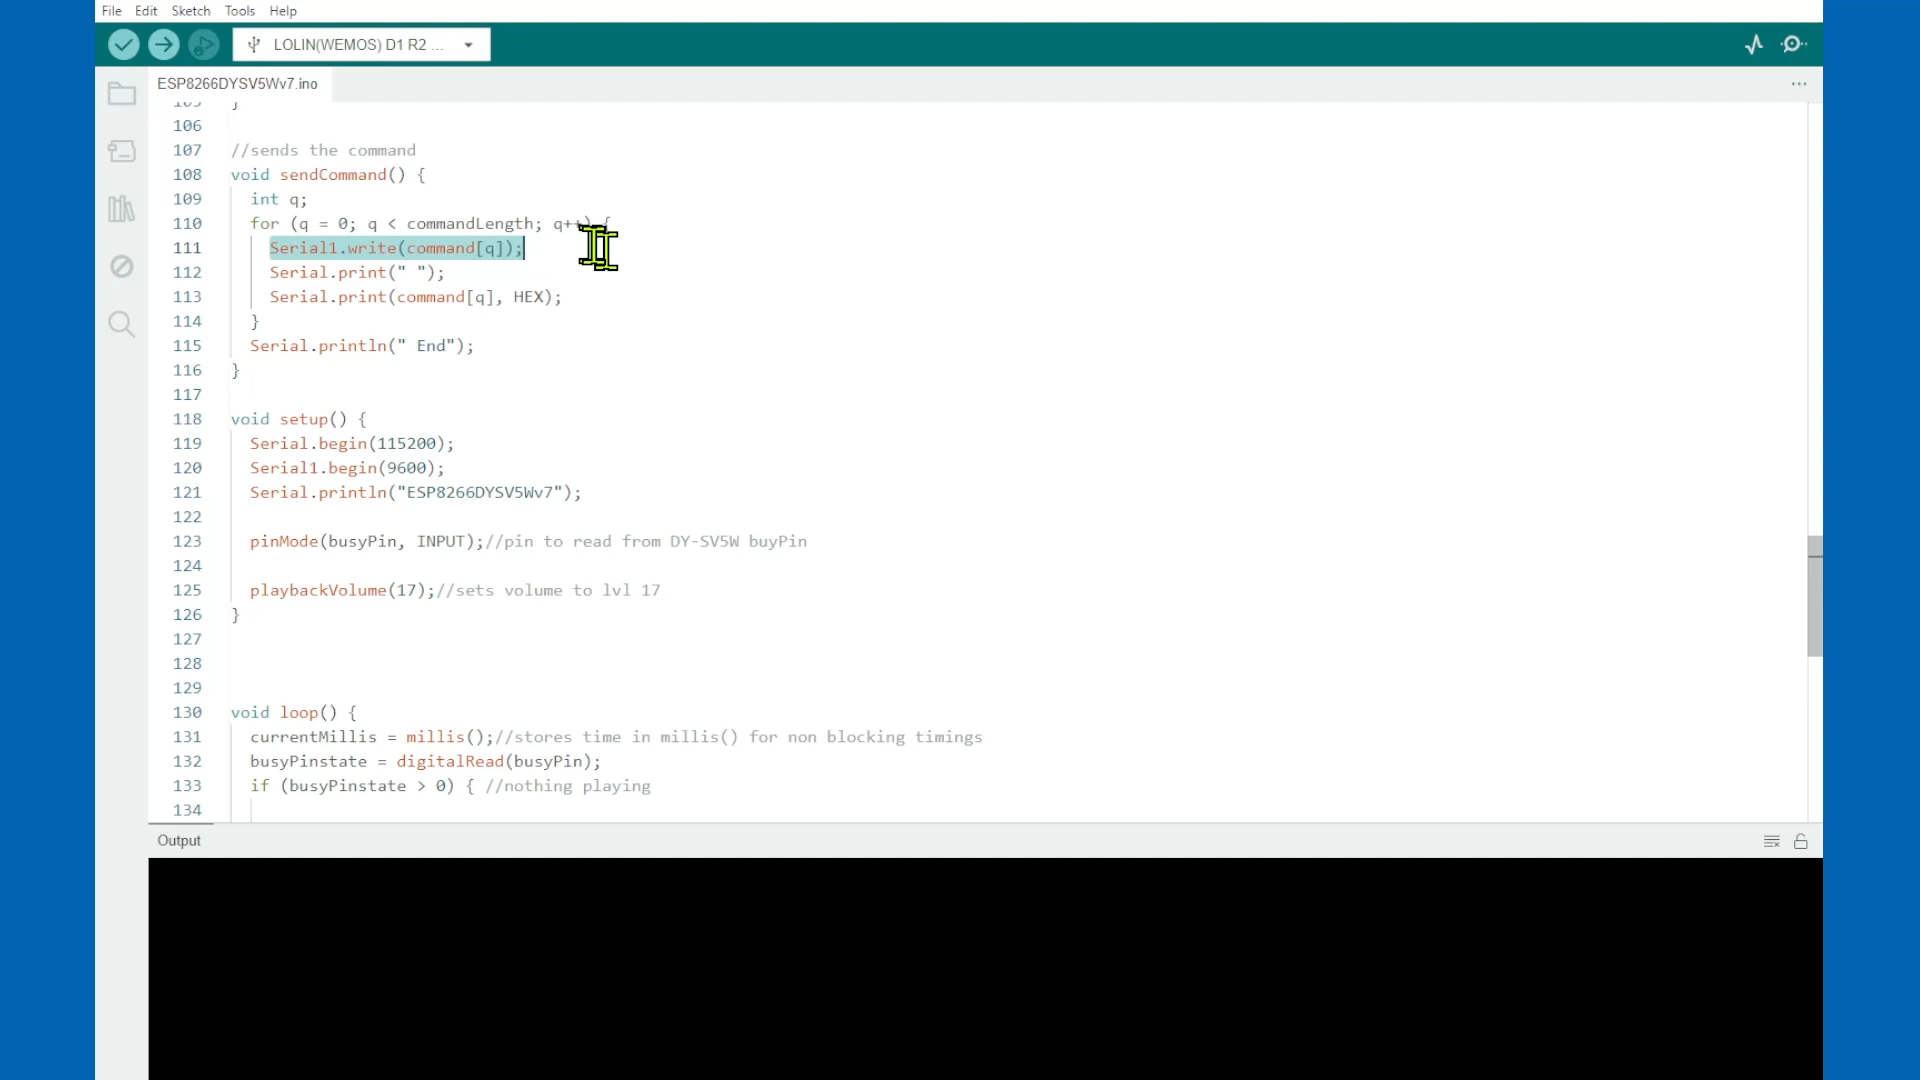 File Edit Sketch Tools Help
LOLIN(WEMOS) D1 R2 ...
ESP8266DYSV5Wv7.ino
105 }
106
107 //sends the command
108 void sendCommand() {
109 int q;
110 for (q = 0; q < commandLength; q++) {
111 Serial1.write(command[q]);
112 Serial.print(" ");
113 Serial.print(command[q], HEX);
114 }
115 Serial.println(" End");
116 }
117
118 void setup() {
119 Serial.begin(115200);
120 Serial1.begin(9600);
121 Serial.println("ESP8266DYSV5Wv7");
122
123 pinMode(busyPin, INPUT);//pin to read from DY-SV5W buyPin
124
125 playbackVolume(17);//sets volume to lvl 17
126 }
127
128
129
130 void loop() {
131 currentMillis = millis();//stores time in millis() for non blocking timings
132 busyPinstate = digitalRead(busyPin);
133 if (busyPinstate > 0) { //nothing playing
134
Output